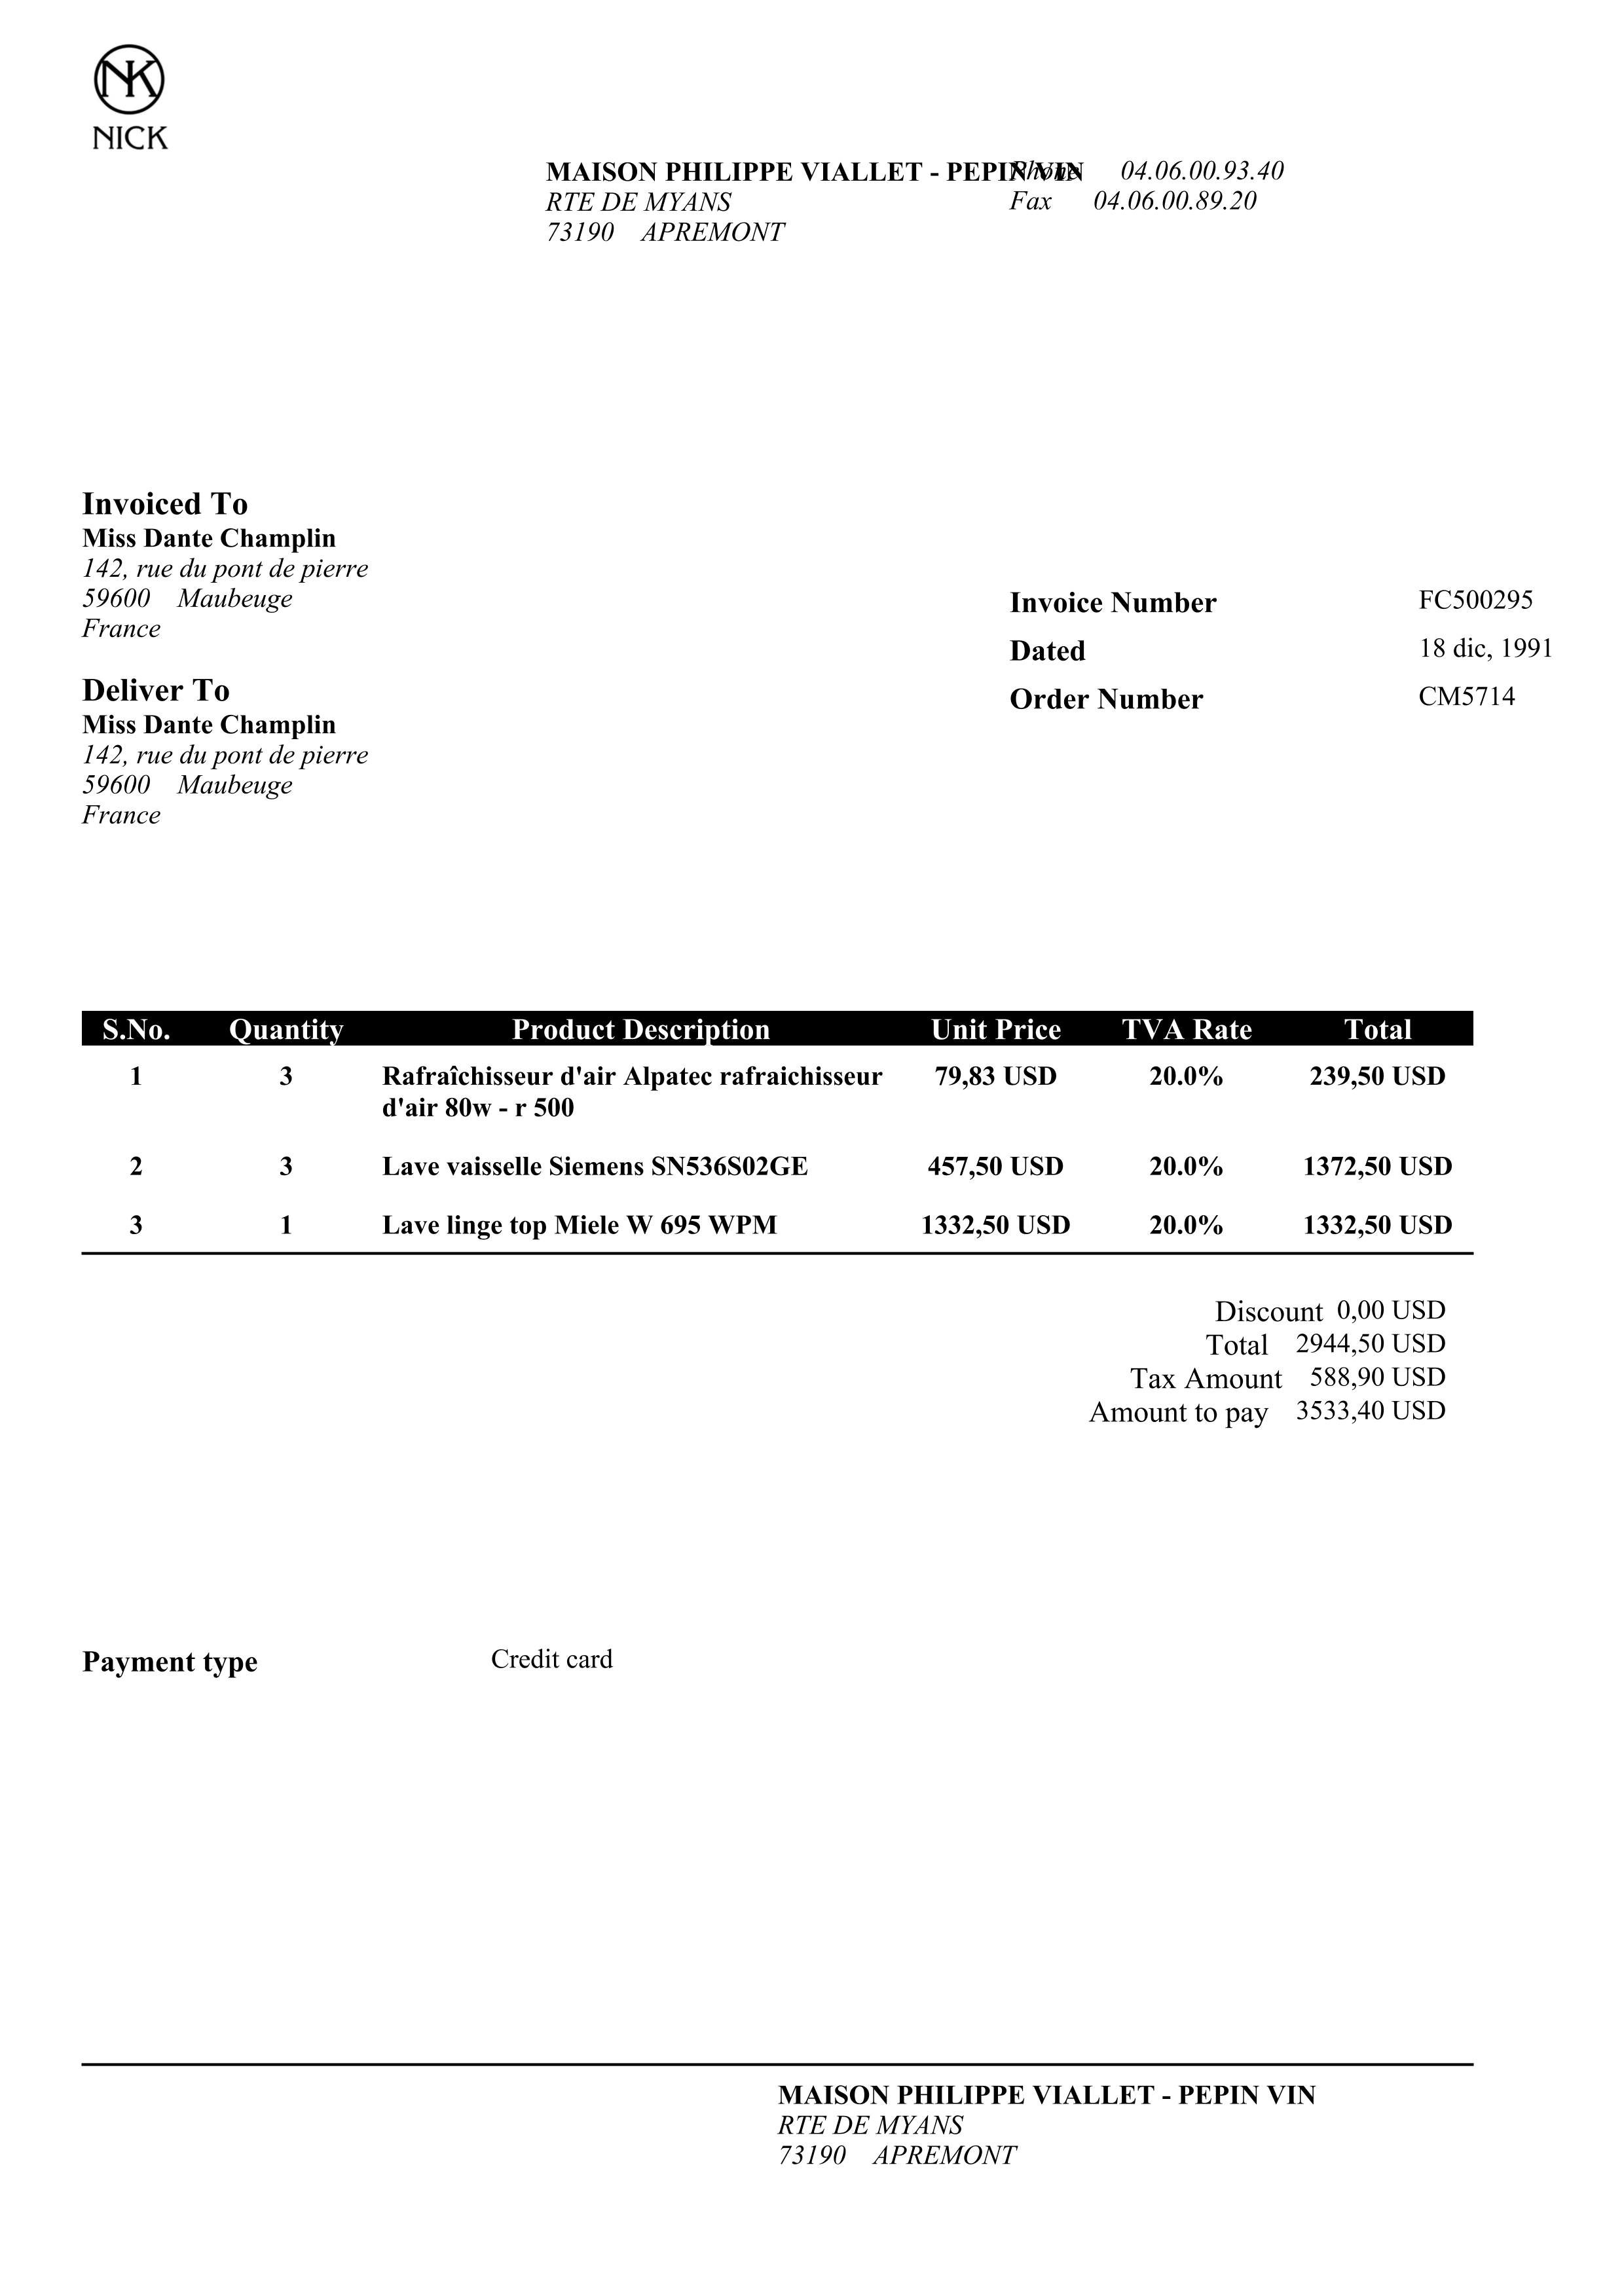 NK
NICK
MAISON PHILIPPE VIALLET - PEPIN VIN
Phone 04.06.00.93.40
RTE DE MYANS
Fax 04.06.00.89.20
73190 APREMONT
Invoiced To
Miss Dante Champlin
142, rue du pont de pierre
59600 Maubeuge
France
Invoice Number FC500295
Dated 18 dic, 1991
Order Number CM5714
Deliver To
Miss Dante Champlin
142, rue du pont de pierre
59600 Maubeuge
France
S.No. Quantity Product Description Unit Price TVA Rate Total
1 3 Rafraîchisseur d'air Alpatec rafraichisseur 79,83 USD 20.0% 239,50 USD
d'air 80w - r 500
2 3 Lave vaisselle Siemens SN536S02GE 457,50 USD 20.0% 1372,50 USD
3 1 Lave linge top Miele W 695 WPM 1332,50 USD 20.0% 1332,50 USD
Discount 0,00 USD
Total 2944,50 USD
Tax Amount 588,90 USD
Amount to pay 3533,40 USD
Payment type Credit card
MAISON PHILIPPE VIALLET - PEPIN VIN
RTE DE MYANS
73190 APREMONT